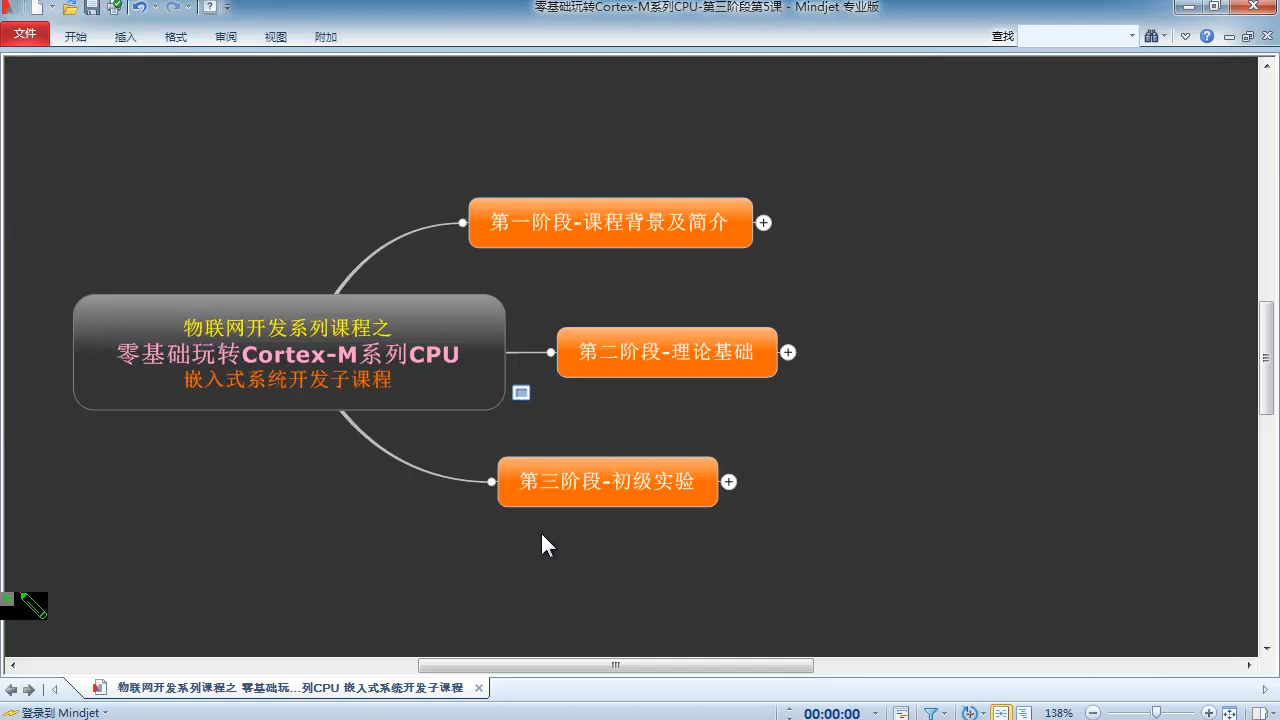 零基础玩转Cortex-M系列CPU-第三阶段第5课 - Mindjet 专业版
文件 开始 插入 格式 审阅 视图 附加 查找
第一阶段-课程背景及简介
物联网开发系列课程之
零基础玩转Cortex-M系列CPU
嵌入式系统开发子课程
第二阶段-理论基础
第三阶段-初级实验
物联网开发系列课程之 零基础玩...列CPU 嵌入式系统开发子课程
登录到 Mindjet 00:00:00 138%